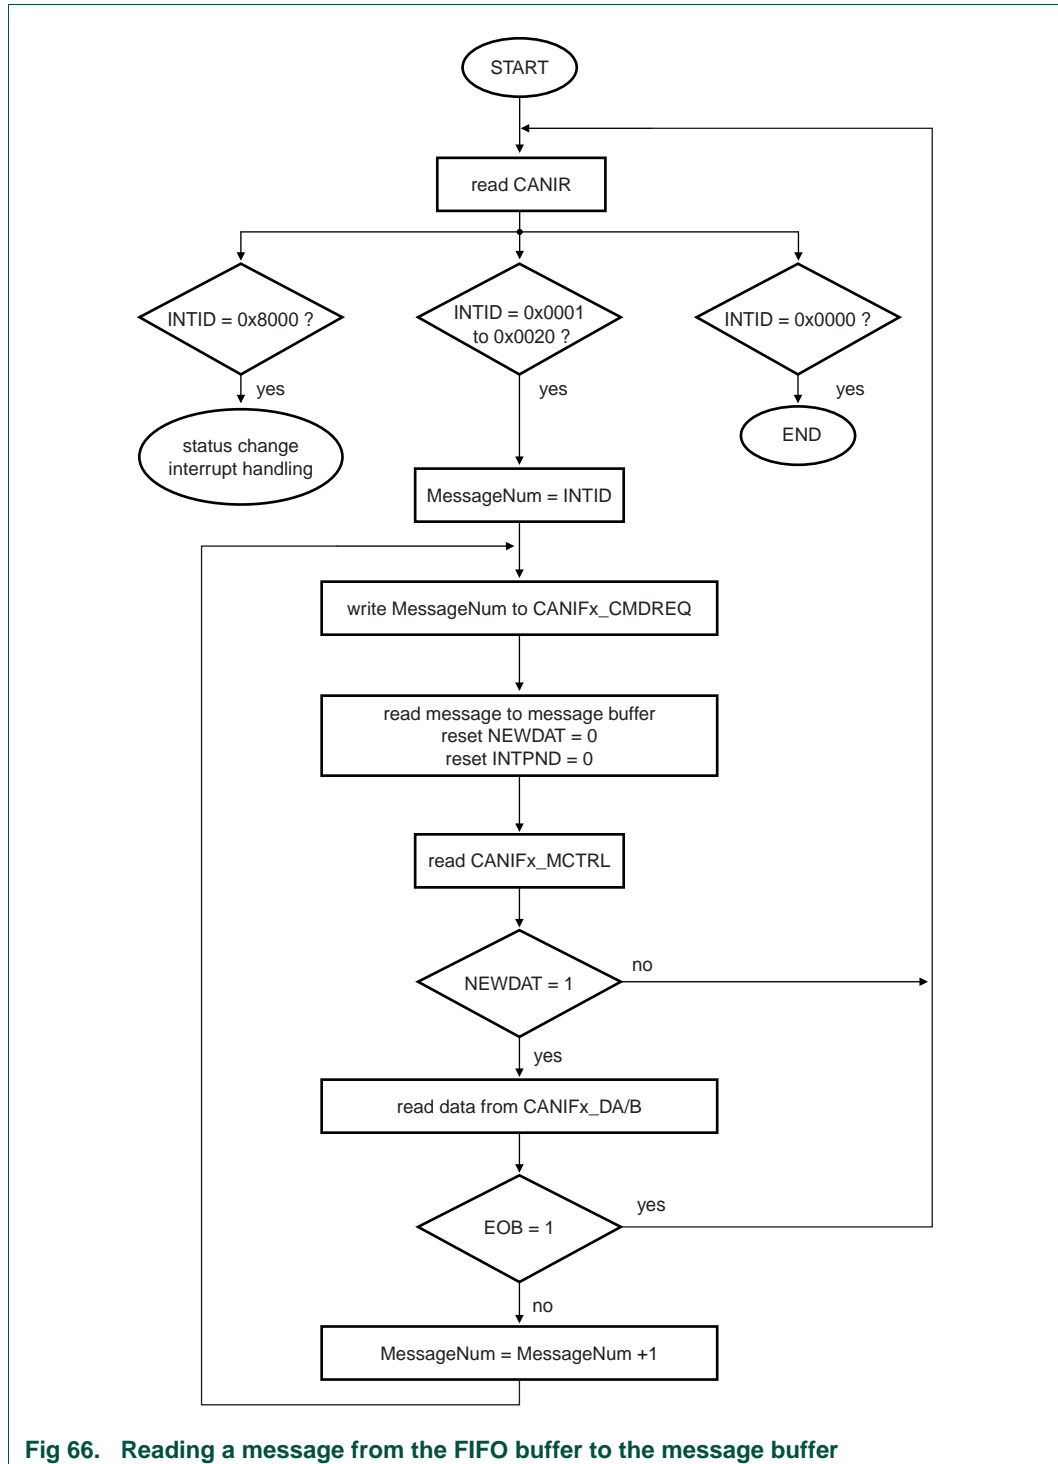 START
read CANIR
INTID = 0x8000 ?
INTID = 0x0001
to 0x0020 ?
INTID = 0x0000 ?
yes
yes
yes
status change
interrupt handling
END
MessageNum = INTID
write MessageNum to CANIFx_CMDREQ
read message to message buffer
reset NEWDAT = 0
reset INTPND = 0
read CANIFx_MCTRL
NEWDAT = 1
no
yes
read data from CANIFx_DA/B
EOB = 1
yes
no
MessageNum = MessageNum +1
Fig 66. Reading a message from the FIFO buffer to the message buffer